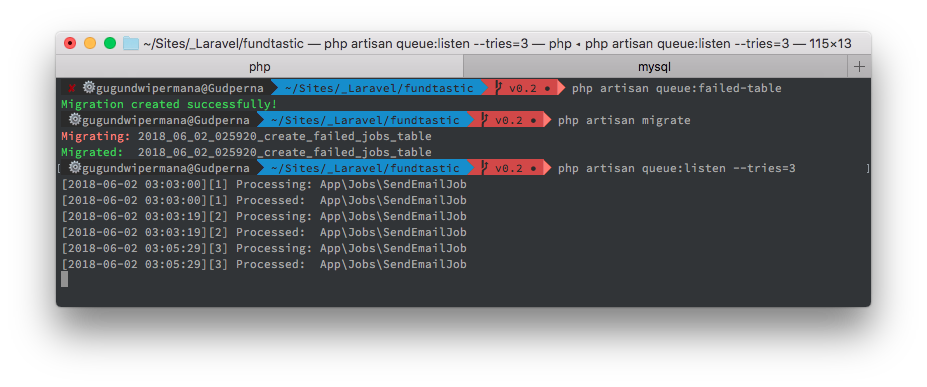 ~/Sites/_Laravel/fundtastic — php artisan queue:listen --tries=3 — php ◂ php artisan queue:listen --tries=3 — 115×13
php mysql +
✘ ⚙gugundwipermana@Gudperna ~/Sites/_Laravel/fundtastic v0.2 ● php artisan queue:failed-table
Migration created successfully!
⚙gugundwipermana@Gudperna ~/Sites/_Laravel/fundtastic v0.2 ● php artisan migrate
Migrating: 2018_06_02_025920_create_failed_jobs_table
Migrated:  2018_06_02_025920_create_failed_jobs_table
[ ⚙gugundwipermana@Gudperna ~/Sites/_Laravel/fundtastic v0.2 ● php artisan queue:listen --tries=3 ]
[2018-06-02 03:03:00][1] Processing: App\Jobs\SendEmailJob
[2018-06-02 03:03:00][1] Processed:  App\Jobs\SendEmailJob
[2018-06-02 03:03:19][2] Processing: App\Jobs\SendEmailJob
[2018-06-02 03:03:19][2] Processed:  App\Jobs\SendEmailJob
[2018-06-02 03:05:29][3] Processing: App\Jobs\SendEmailJob
[2018-06-02 03:05:29][3] Processed:  App\Jobs\SendEmailJob